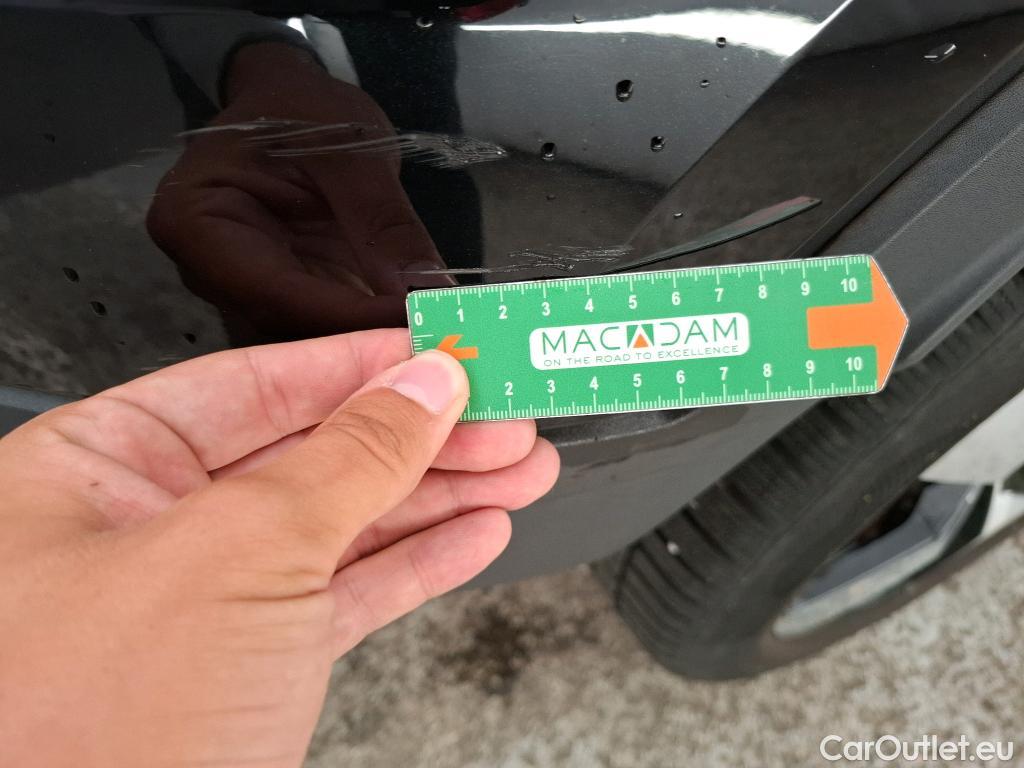 0 1 2 3 4 5 6 7 8 9 10
MACADAM
ON THE ROAD TO EXCELLENCE
2 3 4 5 6 7 8 9 10
CarOutlet.eu